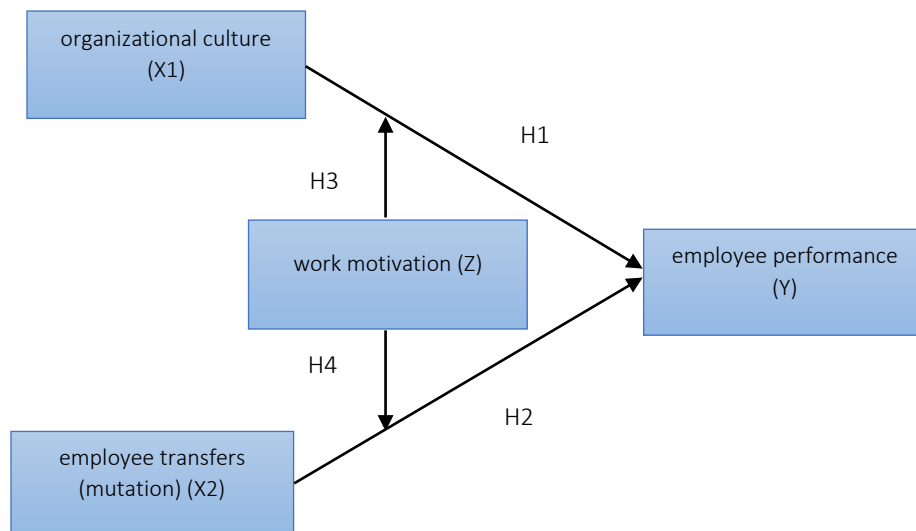 organizational culture
(X1)
H1
H3
work motivation (Z)
employee performance
(Y)
H4
H2
employee transfers
(mutation) (X2)